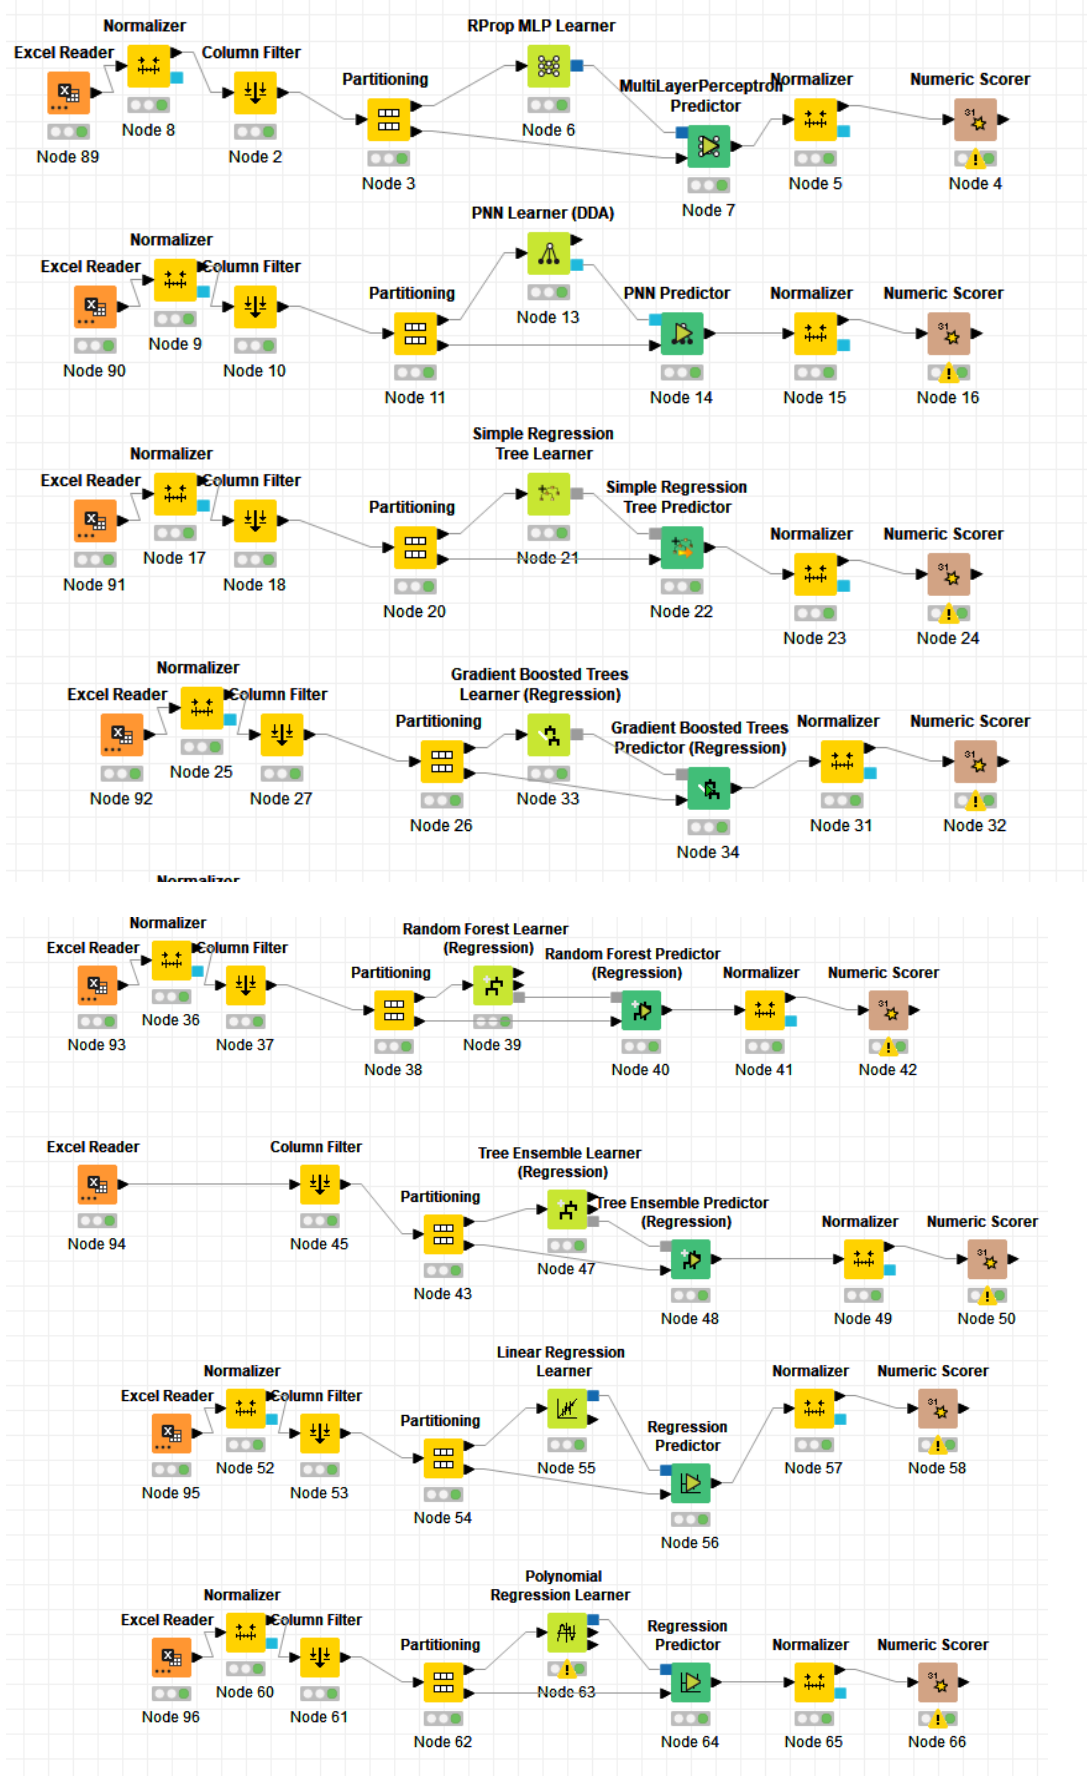 Normalizer
RProp MLP Learner
Excel Reader
Column Filter
Partitioning
MultiLayerPerceptron
Predictor
Normalizer
Numeric Scorer
Node 89
Node 8
Node 2
Node 3
Node 6
Node 7
Node 5
Node 4
PNN Learner (DDA)
Normalizer
Excel Reader
Column Filter
Partitioning
PNN Predictor
Normalizer
Numeric Scorer
Node 90
Node 9
Node 10
Node 11
Node 13
Node 14
Node 15
Node 16
Simple Regression
Tree Learner
Normalizer
Excel Reader
Column Filter
Partitioning
Simple Regression
Tree Predictor
Normalizer
Numeric Scorer
Node 91
Node 17
Node 18
Node 20
Node 21
Node 22
Node 23
Node 24
Normalizer
Gradient Boosted Trees
Learner (Regression)
Excel Reader
Column Filter
Partitioning
Gradient Boosted Trees
Predictor (Regression)
Normalizer
Numeric Scorer
Node 92
Node 25
Node 27
Node 26
Node 33
Node 34
Node 31
Node 32
Normalizer
Normalizer
Random Forest Learner
(Regression)
Excel Reader
Column Filter
Partitioning
Random Forest Predictor
(Regression)
Normalizer
Numeric Scorer
Node 93
Node 36
Node 37
Node 38
Node 39
Node 40
Node 41
Node 42
Excel Reader
Column Filter
Tree Ensemble Learner
(Regression)
Partitioning
Tree Ensemble Predictor
(Regression)
Normalizer
Numeric Scorer
Node 94
Node 45
Node 43
Node 47
Node 48
Node 49
Node 50
Linear Regression
Learner
Normalizer
Excel Reader
Column Filter
Partitioning
Regression
Predictor
Normalizer
Numeric Scorer
Node 95
Node 52
Node 53
Node 54
Node 55
Node 56
Node 57
Node 58
Polynomial
Regression Learner
Normalizer
Excel Reader
Column Filter
Partitioning
Regression
Predictor
Normalizer
Numeric Scorer
Node 96
Node 60
Node 61
Node 62
Node 63
Node 64
Node 65
Node 66